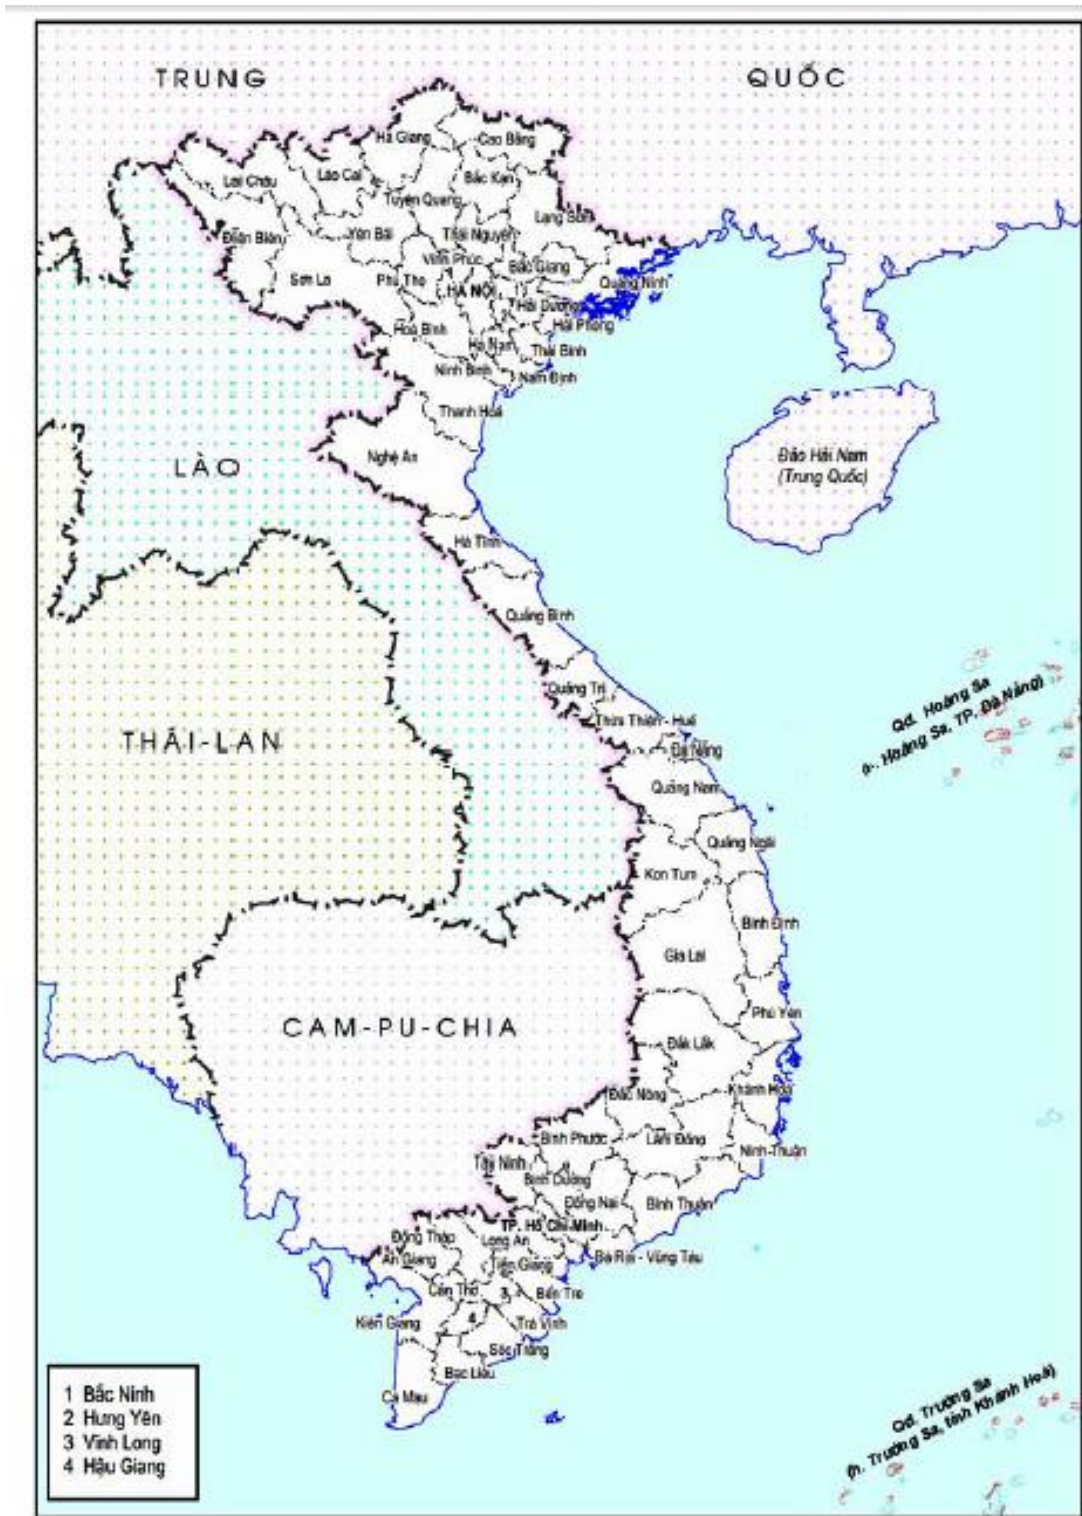 TRUNG QUỐC
Hà Giang
Cao Bằng
Lai Châu
Lào Cai
Bắc Kạn
Tuyên Quang
Lạng Sơn
Điện Biên
Yên Bái
Thái Nguyên
Vĩnh Phúc
Bắc Giang
Sơn La
Phú Thọ
HÀ NỘI
Quảng Ninh
1
2
Hải Dương
Hải Phòng
Hoà Bình
Hà Nam
Thái Bình
Ninh Bình
Nam Định
Thanh Hoá
Nghệ An
LÀO
Đảo Hải Nam
(Trung Quốc)
Hà Tĩnh
Quảng Bình
Quảng Trị
Thừa Thiên - Huế
Đà Nẵng
Qđ. Hoàng Sa
(h. Hoàng Sa, TP. Đà Nẵng)
THÁI-LAN
Quảng Nam
Quảng Ngãi
Kon Tum
Bình Định
Gia Lai
Phú Yên
CAM-PU-CHIA
Đắk Lắk
Đắc Nông
Khánh Hoà
Bình Phước
Lâm Đồng
Ninh Thuận
Tây Ninh
Bình Dương
Đồng Nai
Bình Thuận
TP. Hồ Chí Minh
Đồng Tháp
Long An
Bà Rịa - Vũng Tàu
An Giang
Tiền Giang
Cần Thơ
3
Bến Tre
Kiên Giang
4
Trà Vinh
Sóc Trăng
Bạc Liêu
Cà Mau
Qđ. Trường Sa
(h. Trường Sa, tỉnh Khánh Hoà)
1 Bắc Ninh
2 Hưng Yên
3 Vĩnh Long
4 Hậu Giang